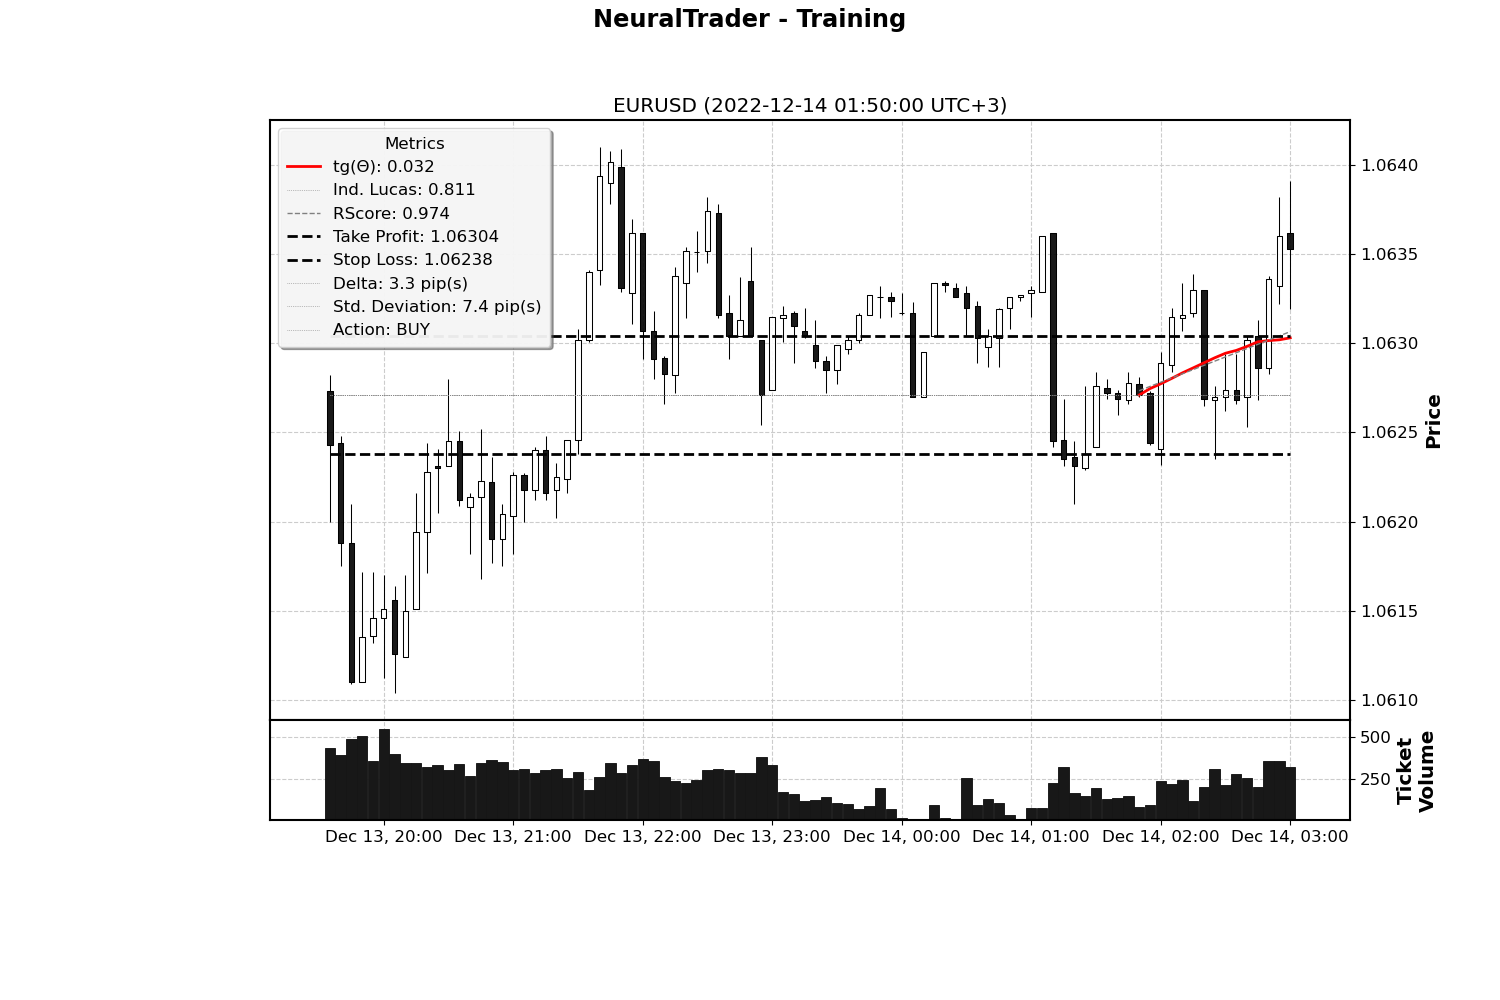 NeuralTrader - Training
EURUSD (2022-12-14 01:50:00 UTC+3)
Metrics
tg(Θ): 0.032
Ind. Lucas: 0.811
RScore: 0.974
Take Profit: 1.06304
Stop Loss: 1.06238
Delta: 3.3 pip(s)
Std. Deviation: 7.4 pip(s)
Action: BUY
1.0640
1.0635
1.0630
1.0625
1.0620
1.0615
1.0610
Price
500
250
Ticket
Volume
Dec 13, 20:00
Dec 13, 21:00
Dec 13, 22:00
Dec 13, 23:00
Dec 14, 00:00
Dec 14, 01:00
Dec 14, 02:00
Dec 14, 03:00